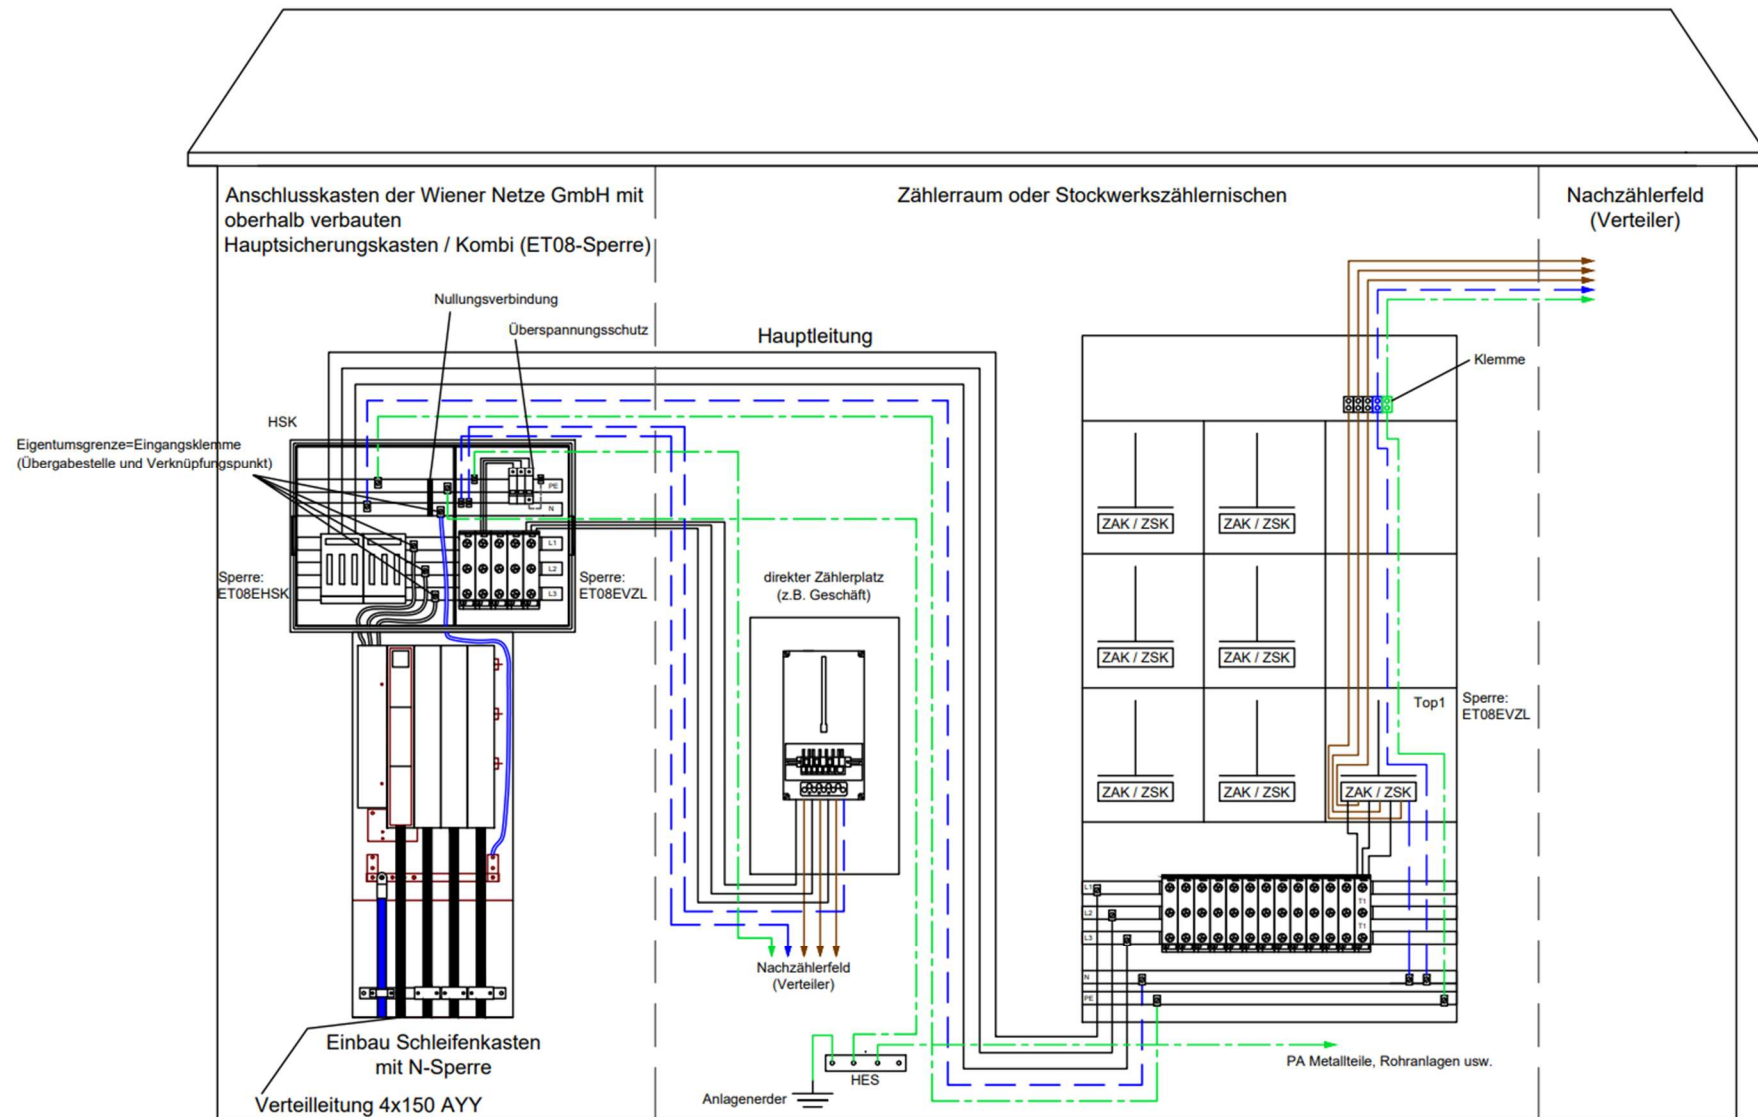 Anschlusskasten der Wiener Netze GmbH mit
oberhalb verbauten
Hauptsicherungskasten / Kombi (ET08-Sperre)
Zählerraum oder Stockwerkszählernischen
Nachzählerfeld
(Verteiler)
Nullungsverbindung
Überspannungsschutz
Hauptleitung
Klemme
HSK
Eigentumsgrenze=Eingangsklemme
(Übergabestelle und Verknüpfungspunkt)
PE
N
L1
L2
L3
Sperre:
ET08EHSK
Sperre:
ET08EVZL
direkter Zählerplatz
(z.B. Geschäft)
ZAK / ZSK
ZAK / ZSK
ZAK / ZSK
ZAK / ZSK
Top1
Sperre:
ET08EVZL
ZAK / ZSK
ZAK / ZSK
ZAK / ZSK
L1
T1
L2
T1
L3
N
PE
Nachzählerfeld
(Verteiler)
Einbau Schleifenkasten
mit N-Sperre
Verteilleitung 4x150 AYY
HES
Anlagenerder
PA Metallteile, Rohranlagen usw.